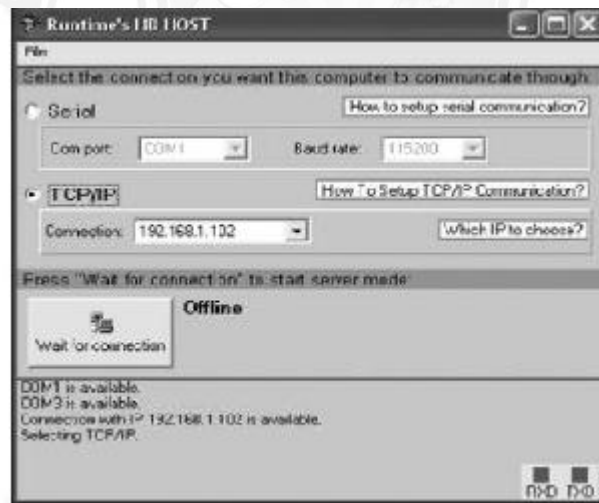 Runtime's HB HOST
File
Select the connection you want this computer to communicate through:
Serial
How to setup serial communication?
Com port: COM1 Baud rate: 115200
TCP/IP
How To Setup TCP/IP Communication?
Connection: 192.168.1.102
Which IP to choose?
Press "Wait for connection" to start server mode:
Offline
Wait for connection
COM1 is available.
COM3 is available.
Connection with IP 192.168.1.102 is available.
Selecting TCP/IP.
RXD TXD